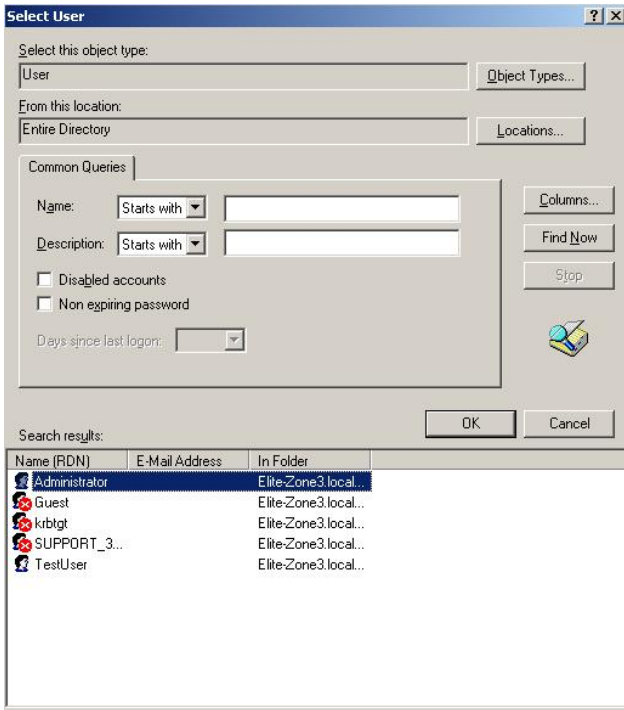 Select User
Select this object type:
User
Object Types...
From this location:
Entire Directory
Locations...
Common Queries
Name: Starts with
Columns...
Description: Starts with
Find Now
Disabled accounts
Stop
Non expiring password
Days since last logon:
OK Cancel
Search results:
Name (RDN) E-Mail Address In Folder
Administrator Elite-Zone3.local...
Guest Elite-Zone3.local...
krbtgt Elite-Zone3.local...
SUPPORT_3... Elite-Zone3.local...
TestUser Elite-Zone3.local...